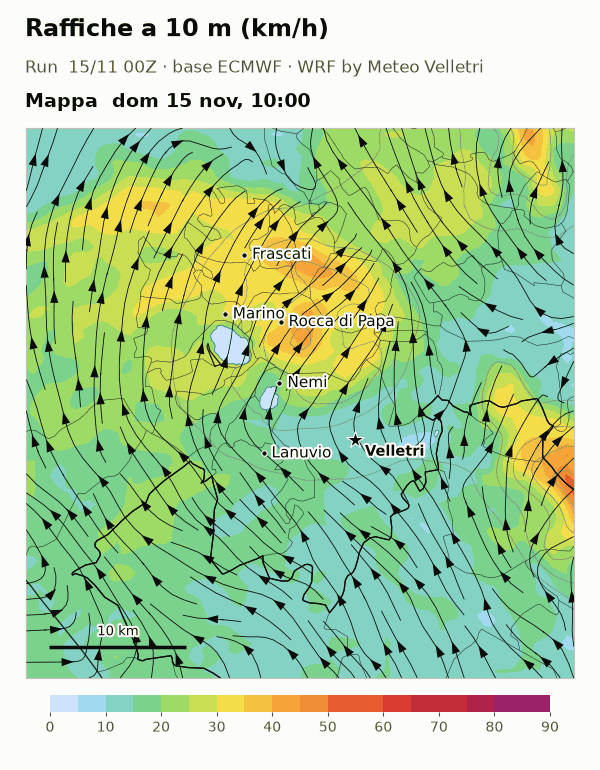 Raffiche a 10 m (km/h)
Run  15/11 00Z · base ECMWF · WRF by Meteo Velletri
Mappa  dom 15 nov, 10:00
Frascati
Marino
Rocca di Papa
Nemi
Velletri
Lanuvio
10 km
0 10 20 30 40 50 60 70 80 90